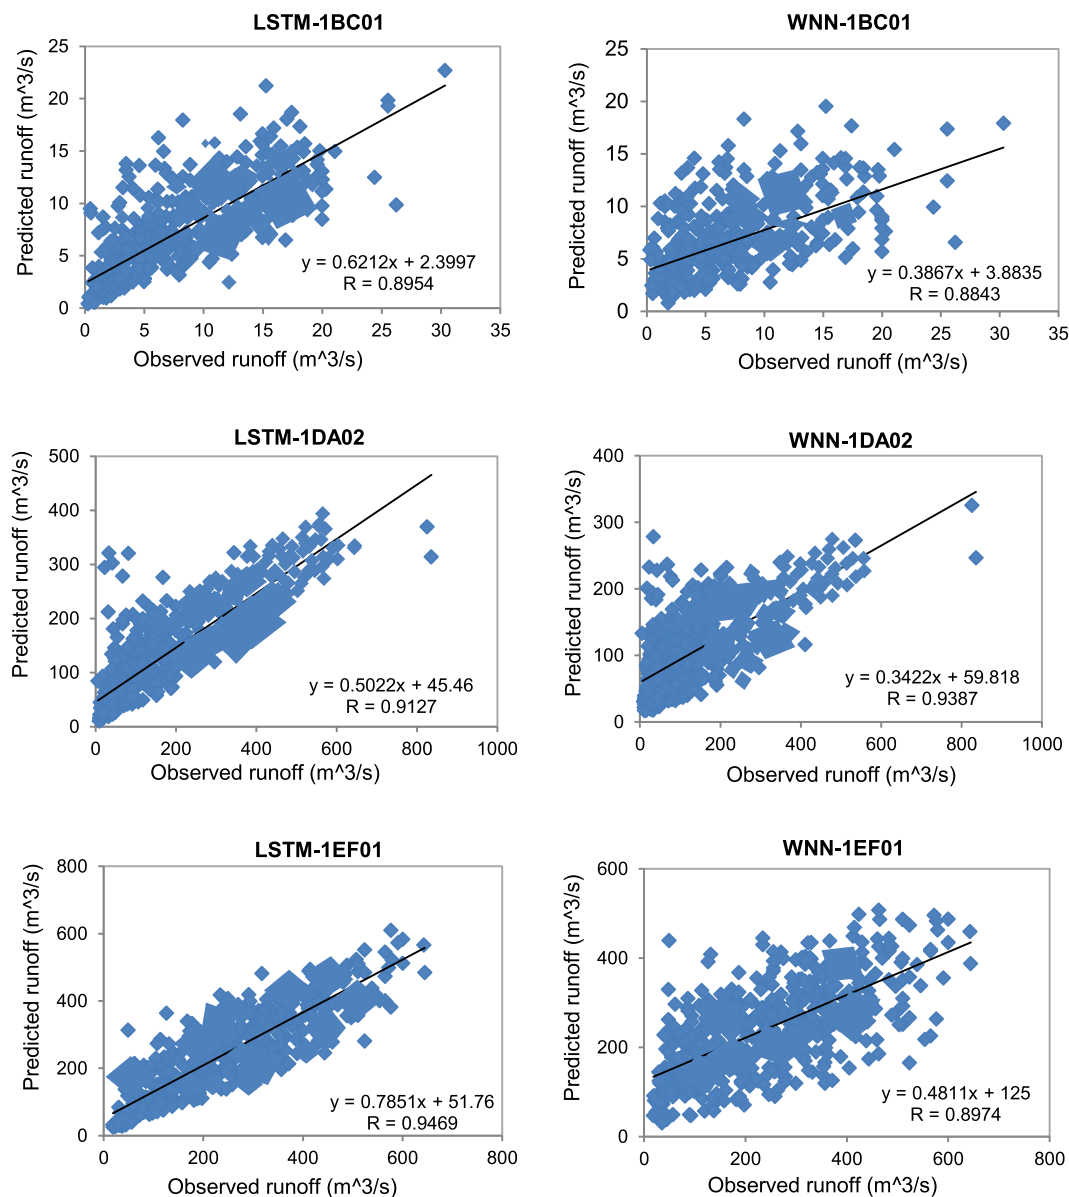 LSTM-1BC01
Predicted runoff (m^3/s)
25
20
15
10
5
0
y = 0.6212x + 2.3997
R = 0.8954
0 5 10 15 20 25 30 35
Observed runoff (m^3/s)
WNN-1BC01
Predicted runoff (m^3/s)
25
20
15
10
5
0
y = 0.3867x + 3.8835
R = 0.8843
0 5 10 15 20 25 30 35
Observed runoff (m^3/s)
LSTM-1DA02
Predicted runoff (m^3/s)
500
400
300
200
100
0
y = 0.5022x + 45.46
R = 0.9127
0 200 400 600 800 1000
Observed runoff (m^3/s)
WNN-1DA02
Predicted runoff (m^3/s)
400
300
200
100
0
y = 0.3422x + 59.818
R = 0.9387
0 200 400 600 800 1000
Observed runoff (m^3/s)
LSTM-1EF01
Predicted runoff (m^3/s)
800
600
400
200
0
y = 0.7851x + 51.76
R = 0.9469
0 200 400 600 800
Observed runoff (m^3/s)
WNN-1EF01
Predicted runoff (m^3/s)
600
400
200
0
y = 0.4811x + 125
R = 0.8974
0 200 400 600 800
Observed runoff (m^3/s)